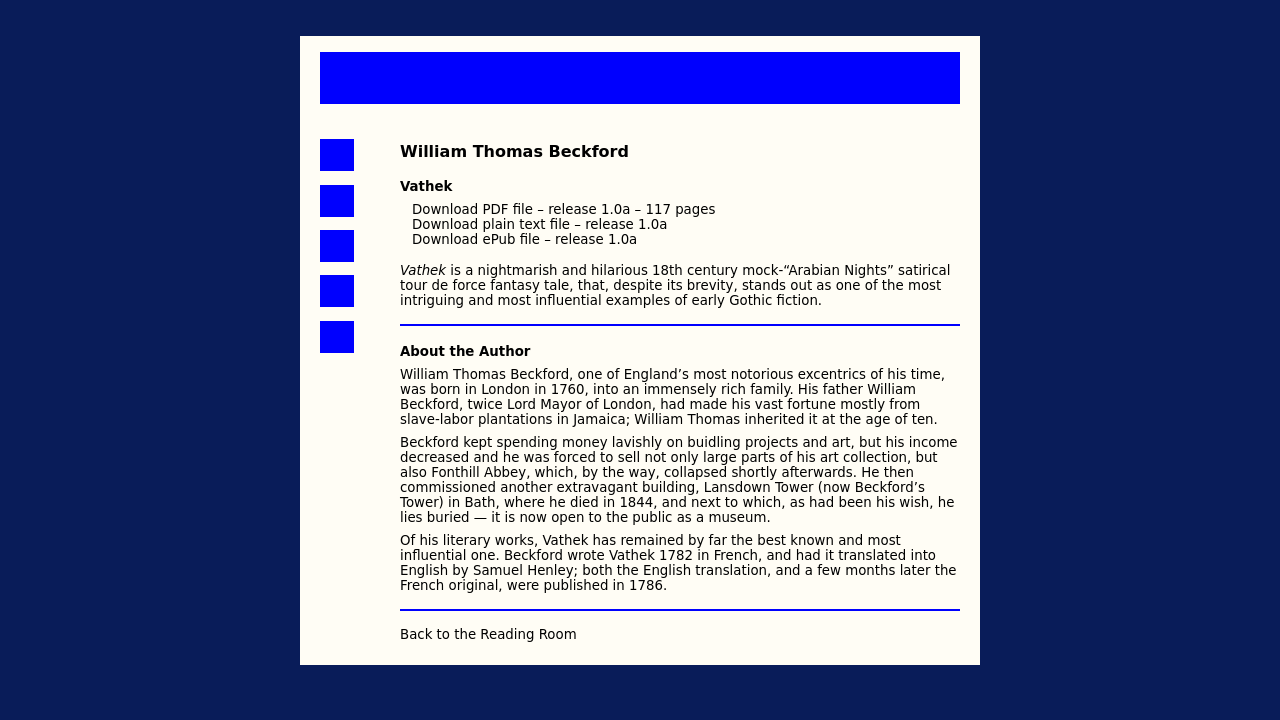 William Thomas Beckford
Vathek
Download PDF file – release 1.0a – 117 pages
Download plain text file – release 1.0a
Download ePub file – release 1.0a
Vathek is a nightmarish and hilarious 18th century mock-“Arabian Nights” satirical
tour de force fantasy tale, that, despite its brevity, stands out as one of the most
intriguing and most influential examples of early Gothic fiction.
About the Author
William Thomas Beckford, one of England’s most notorious excentrics of his time,
was born in London in 1760, into an immensely rich family. His father William
Beckford, twice Lord Mayor of London, had made his vast fortune mostly from
slave-labor plantations in Jamaica; William Thomas inherited it at the age of ten.
Beckford kept spending money lavishly on buidling projects and art, but his income
decreased and he was forced to sell not only large parts of his art collection, but
also Fonthill Abbey, which, by the way, collapsed shortly afterwards. He then
commissioned another extravagant building, Lansdown Tower (now Beckford’s
Tower) in Bath, where he died in 1844, and next to which, as had been his wish, he
lies buried — it is now open to the public as a museum.
Of his literary works, Vathek has remained by far the best known and most
influential one. Beckford wrote Vathek 1782 in French, and had it translated into
English by Samuel Henley; both the English translation, and a few months later the
French original, were published in 1786.
Back to the Reading Room